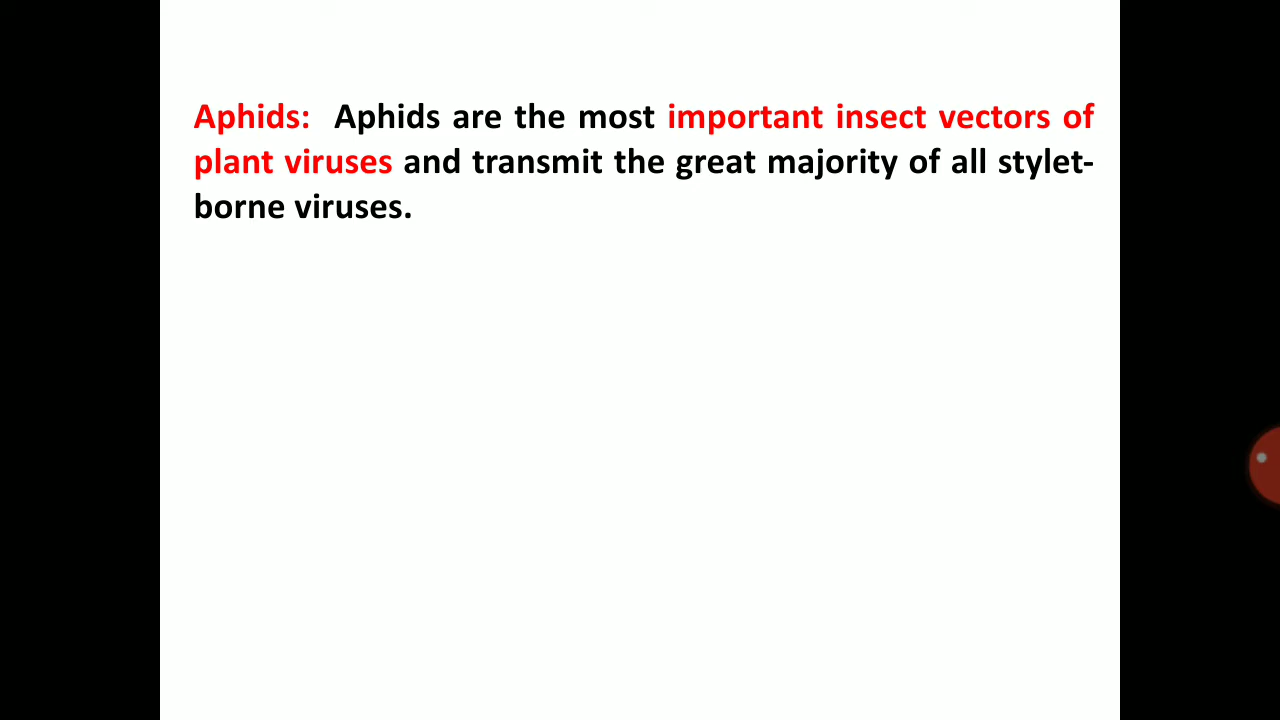 Aphids: Aphids are the most important insect vectors of
plant viruses and transmit the great majority of all stylet-
borne viruses.